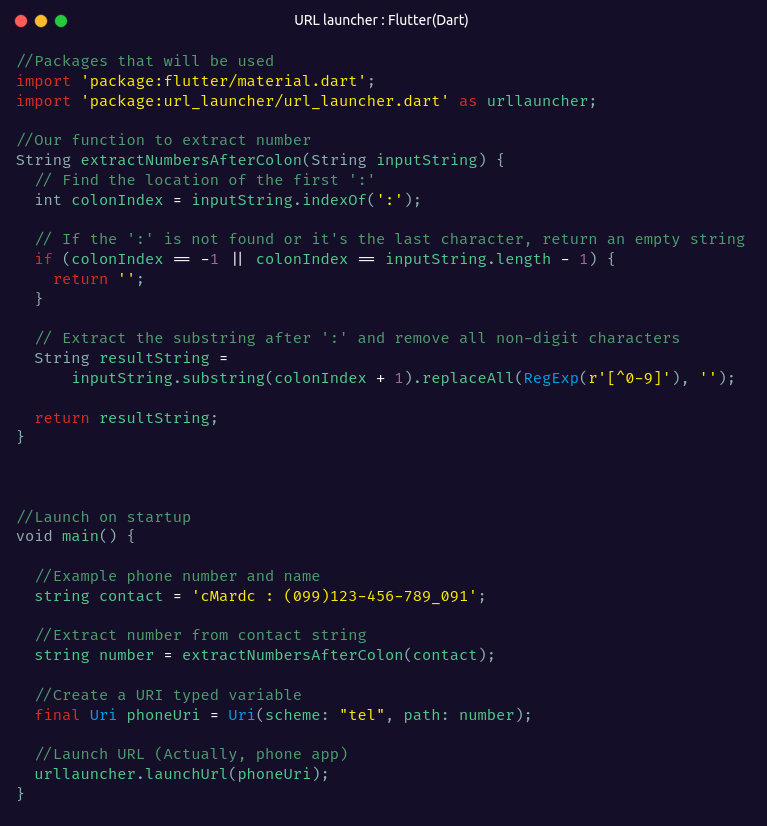 URL launcher : Flutter(Dart)
//Packages that will be used
import 'package:flutter/material.dart';
import 'package:url_launcher/url_launcher.dart' as urllauncher;
//Our function to extract number
String extractNumbersAfterColon(String inputString) {
// Find the location of the first ':'
int colonIndex = inputString.indexOf(':');
// If the ':' is not found or it's the last character, return an empty string
if (colonIndex == -1 || colonIndex == inputString.length - 1) {
return '';
}
// Extract the substring after ':' and remove all non-digit characters
String resultString =
inputString.substring(colonIndex + 1).replaceAll(RegExp(r'[^0-9]'), '');
return resultString;
}
//Launch on startup
void main() {
//Example phone number and name
string contact = 'cMardc : (099)123-456-789_091';
//Extract number from contact string
string number = extractNumbersAfterColon(contact);
//Create a URI typed variable
final Uri phoneUri = Uri(scheme: "tel", path: number);
//Launch URL (Actually, phone app)
urllauncher.launchUrl(phoneUri);
}